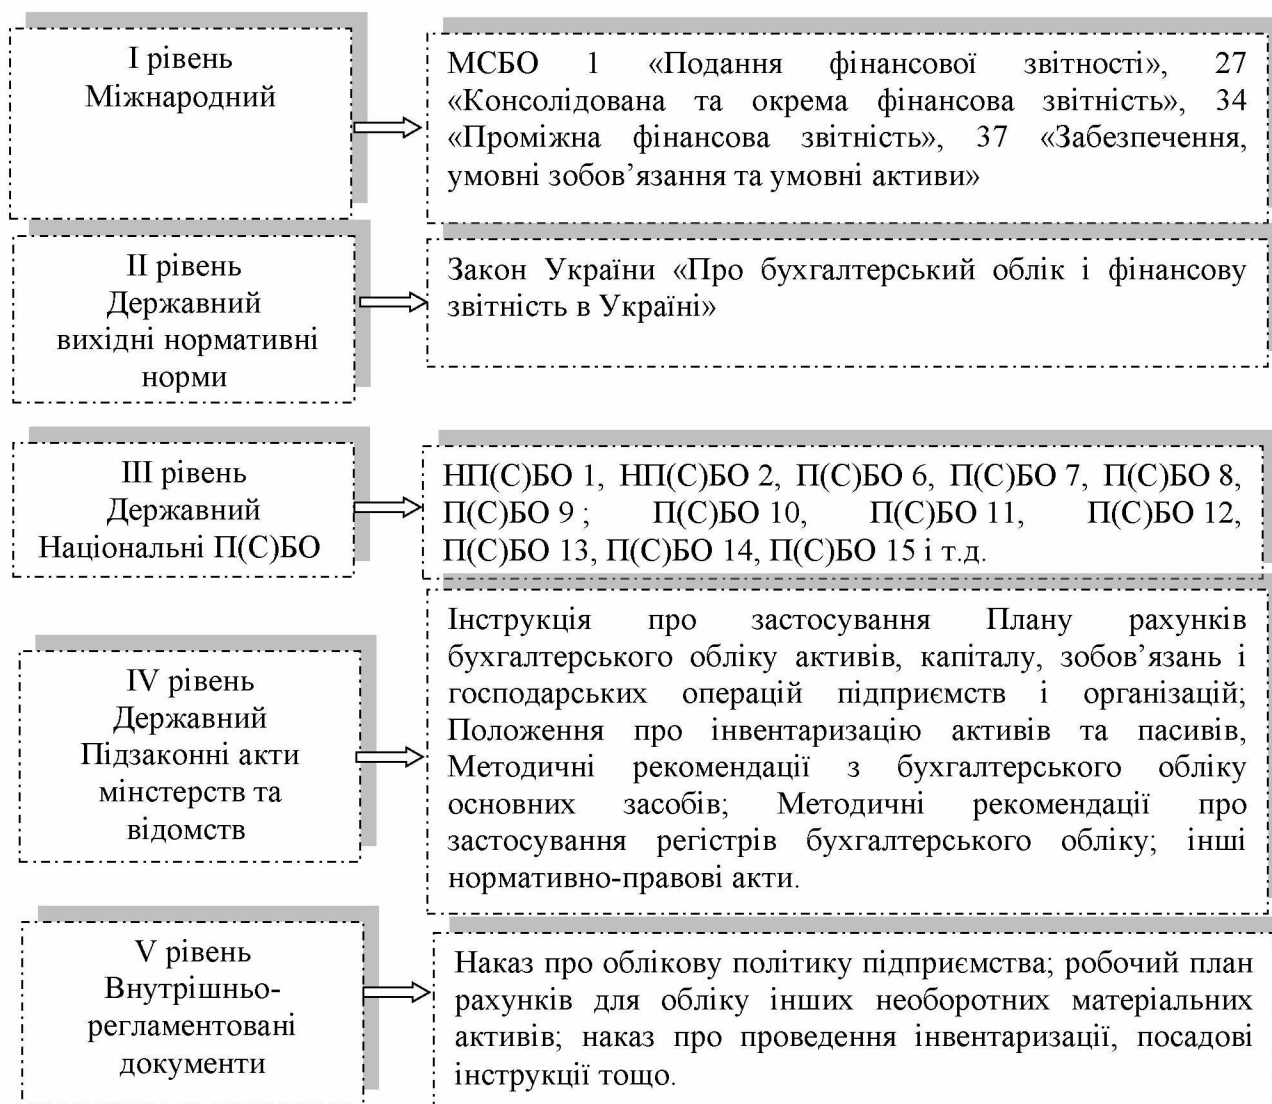 І рівень
Міжнародний
МСБО 1 «Подання фінансової звітності», 27
«Консолідована та окрема фінансова звітність», 34
«Проміжна фінансова звітність», 37 «Забезпечення,
умовні зобов’язання та умовні активи»
ІІ рівень
Державний
вихідні нормативні
норми
Закон України «Про бухгалтерський облік і фінансову
звітність в Україні»
ІІІ рівень
Державний
Національні П(С)БО
НП(С)БО 1, НП(С)БО 2, П(С)БО 6, П(С)БО 7, П(С)БО 8,
П(С)БО 9 ; П(С)БО 10, П(С)БО 11, П(С)БО 12,
П(С)БО 13, П(С)БО 14, П(С)БО 15 і т.д.
IV рівень
Державний
Підзаконні акти
мінстерств та
відомств
Інструкція про застосування Плану рахунків
бухгалтерського обліку активів, капіталу, зобов’язань і
господарських операцій підприємств і організацій;
Положення про інвентаризацію активів та пасивів,
Методичні рекомендації з бухгалтерського обліку
основних засобів; Методичні рекомендації про
застосування регістрів бухгалтерського обліку; інші
нормативно-правові акти.
V рівень
Внутрішньо-
регламентовані
документи
Наказ про облікову політику підприємства; робочий план
рахунків для обліку інших необоротних матеріальних
активів; наказ про проведення інвентаризації, посадові
інструкції тощо.